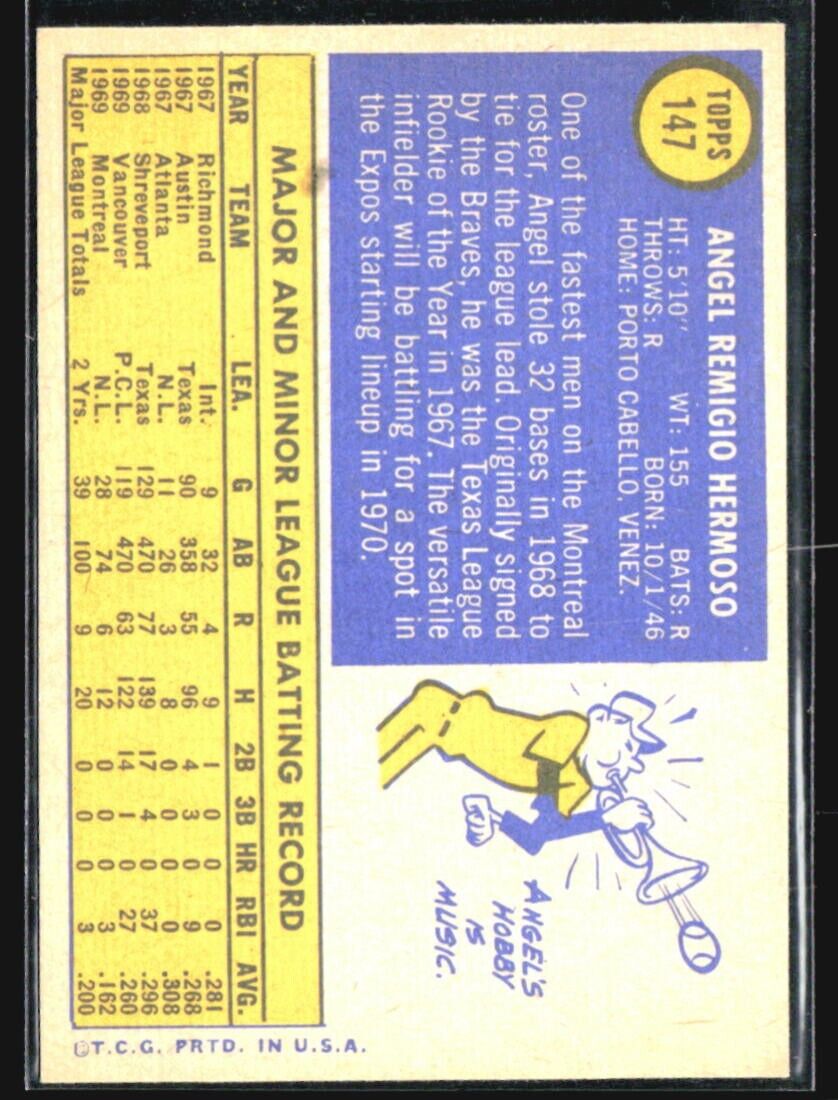 TOPPS
147
ANGEL REMIGIO HERMOSO
HT: 5'10" WT: 155 BATS: R
THROWS: R BORN: 10/1/46
HOME: PORTO CABELLO, VENEZ.
One of the fastest men on the Montreal
roster, Angel stole 32 bases in 1968 to
tie for the league lead. Originally signed
by the Braves, he was the Texas League
Rookie of the Year in 1967. The versatile
infielder will be battling for a spot in
the Expos starting lineup in 1970.
ANGEL'S
HOBBY
IS
MUSIC.
MAJOR AND MINOR LEAGUE BATTING RECORD
YEAR TEAM LEA. G AB R H 2B 3B HR RBI AVG.
1967 Richmond Int. 9 32 4 9 1 0 0 0 .281
1967 Austin Texas 90 358 55 96 4 3 0 9 .268
1967 Atlanta N.L. 11 26 3 8 0 0 0 0 .308
1968 Shreveport Texas 129 470 77 139 17 4 0 37 .296
1969 Vancouver P.C.L. 119 470 63 122 14 1 0 27 .260
1969 Montreal N.L. 28 74 6 12 0 0 0 3 .162
Major League Totals 2 Yrs. 39 100 9 20 0 0 0 3 .200
©T.C.G. PRTD. IN U.S.A.